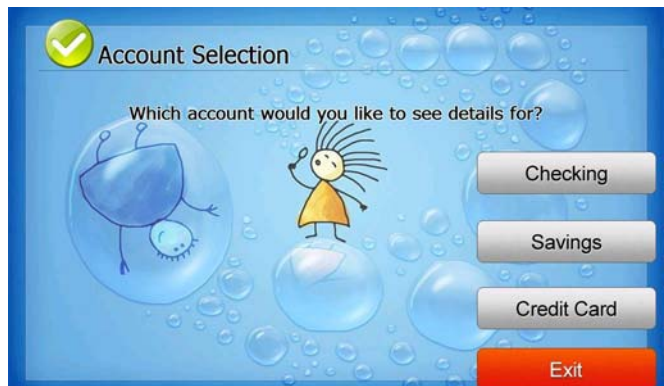 Account Selection
Which account would you like to see details for?
Checking
Savings
Credit Card
Exit